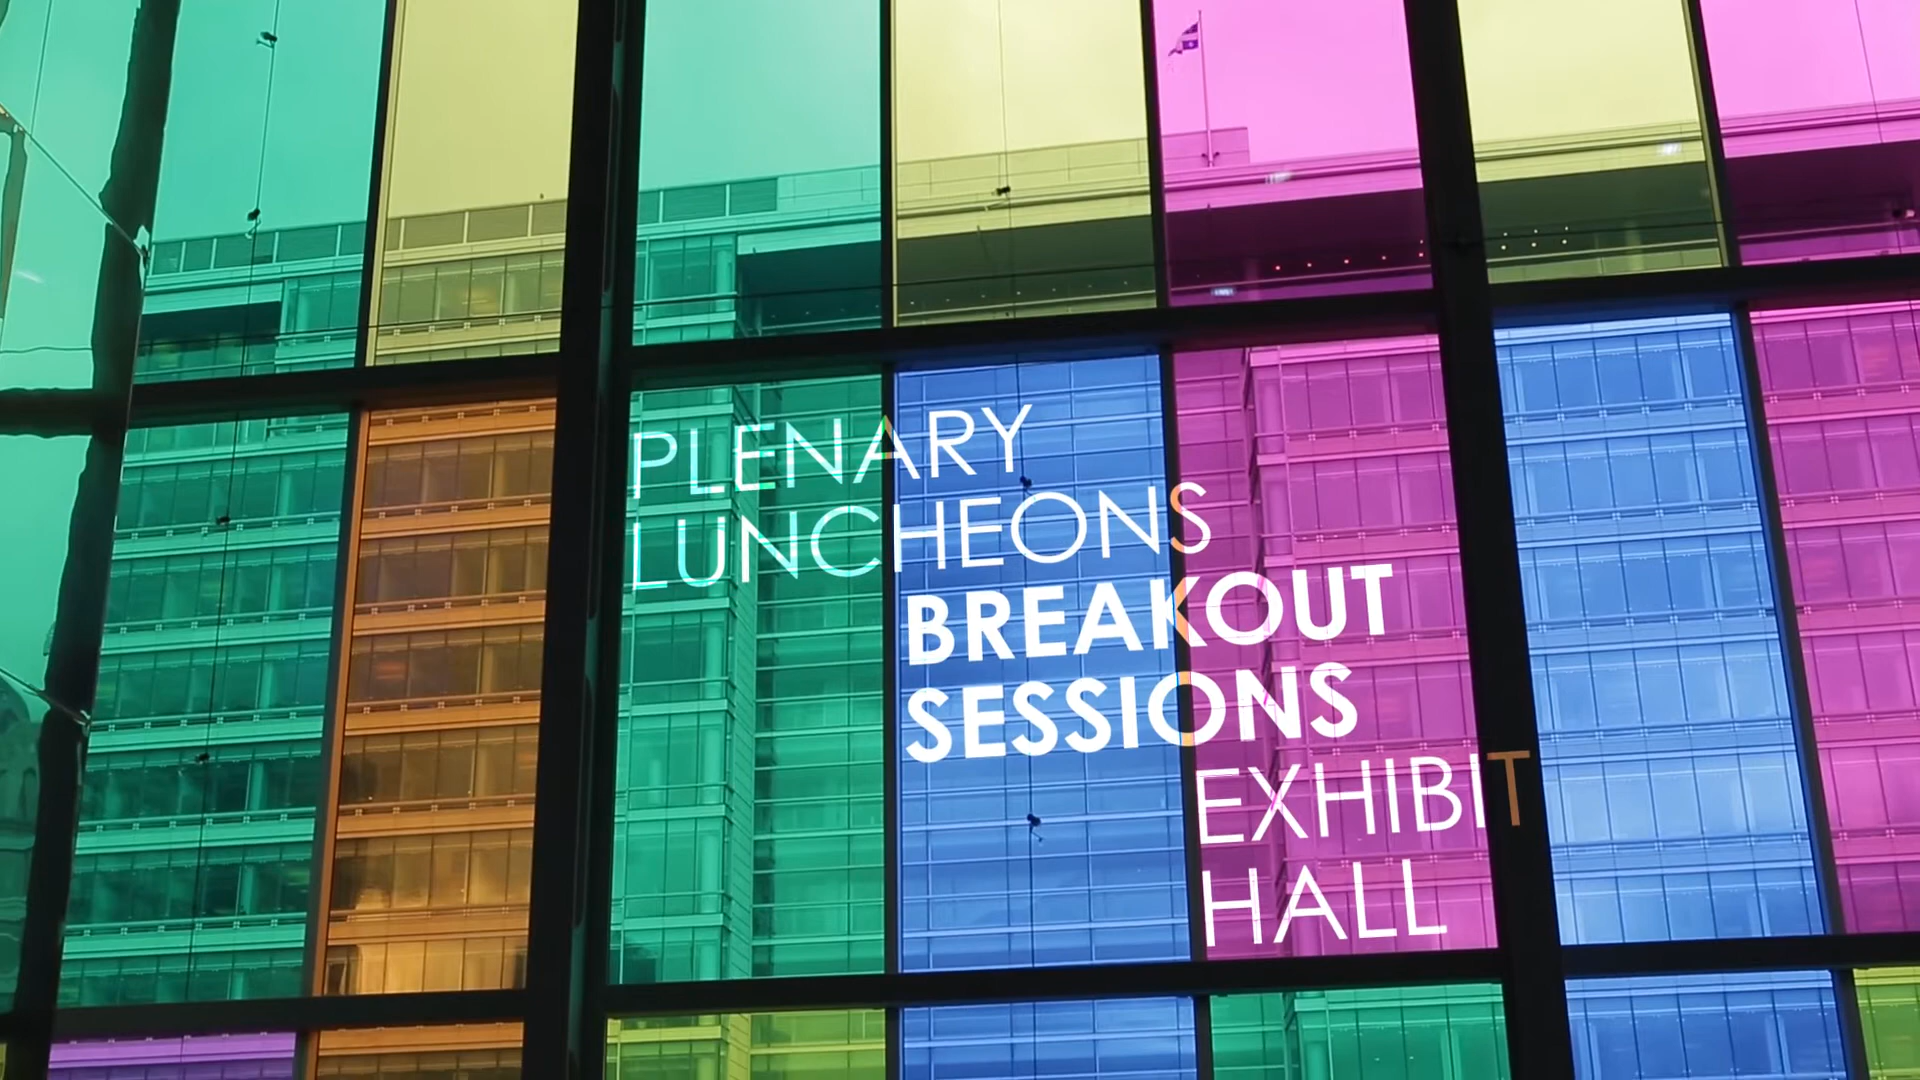 PLENARY
LUNCHEONS
BREAKOUT
SESSIONS
EXHIBIT
HALL